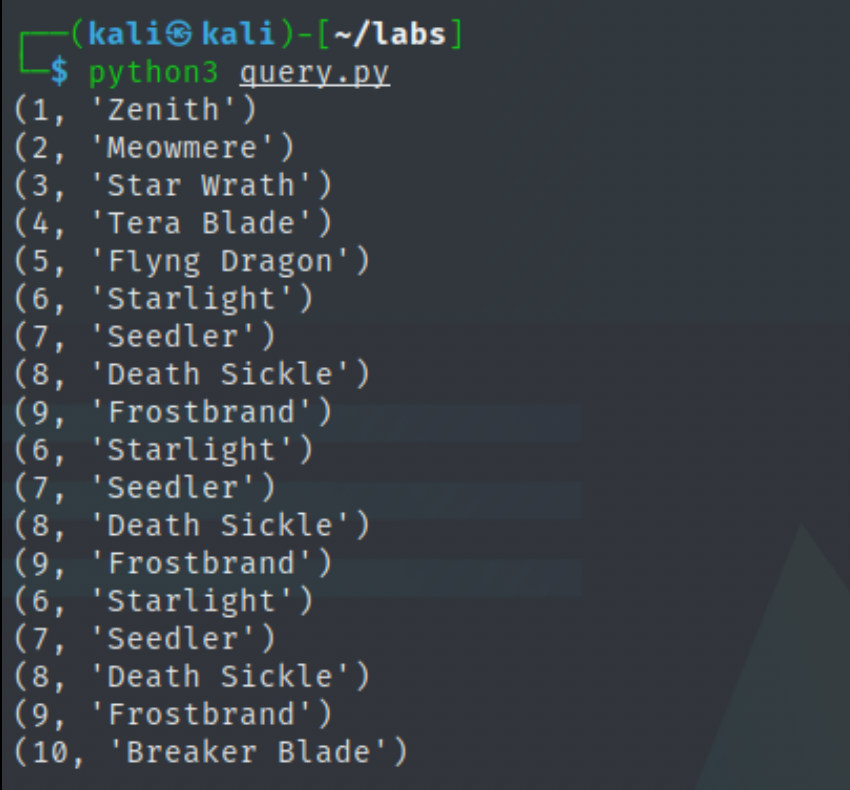 ┌──(kali㉿kali)-[~/labs]
└─$ python3 query.py
(1, 'Zenith')
(2, 'Meowmere')
(3, 'Star Wrath')
(4, 'Tera Blade')
(5, 'Flyng Dragon')
(6, 'Starlight')
(7, 'Seedler')
(8, 'Death Sickle')
(9, 'Frostbrand')
(6, 'Starlight')
(7, 'Seedler')
(8, 'Death Sickle')
(9, 'Frostbrand')
(6, 'Starlight')
(7, 'Seedler')
(8, 'Death Sickle')
(9, 'Frostbrand')
(10, 'Breaker Blade')